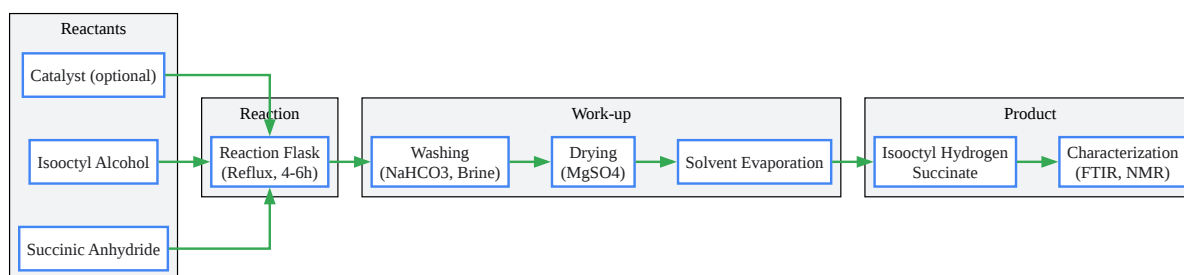 Reactants
Catalyst (optional)
Isooctyl Alcohol
Succinic Anhydride
Reaction
Reaction Flask
(Reflux, 4-6h)
Work-up
Washing
(NaHCO3, Brine)
Drying
(MgSO4)
Solvent Evaporation
Product
Isooctyl Hydrogen
Succinate
Characterization
(FTIR, NMR)